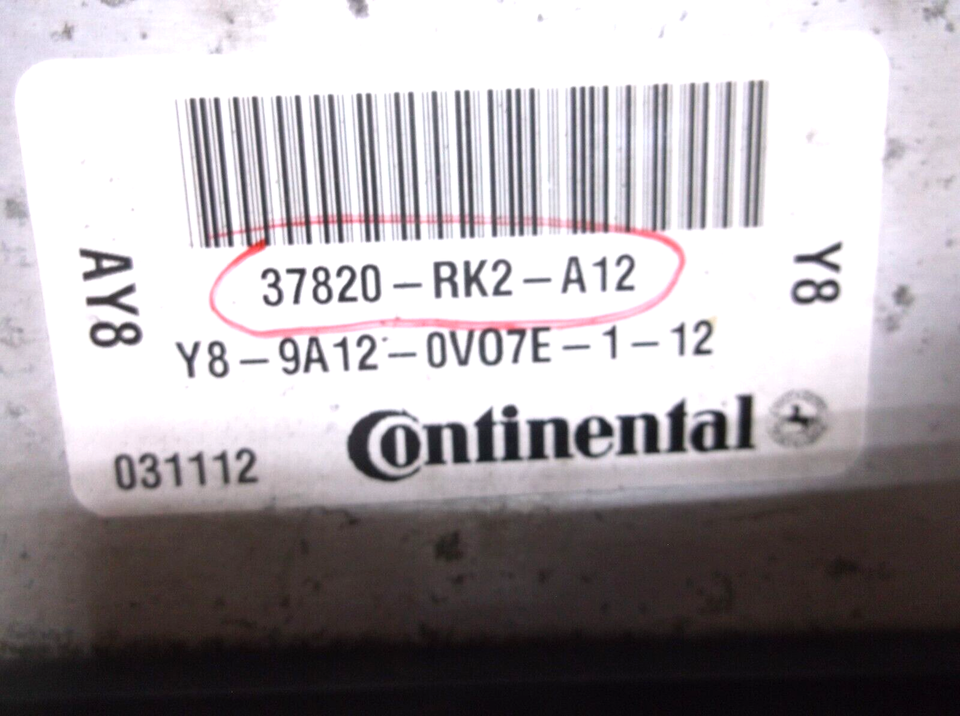 37820-RK2-A12
AY8
Y8
Y8-9A12-0V07E-1-12
031112
Continental